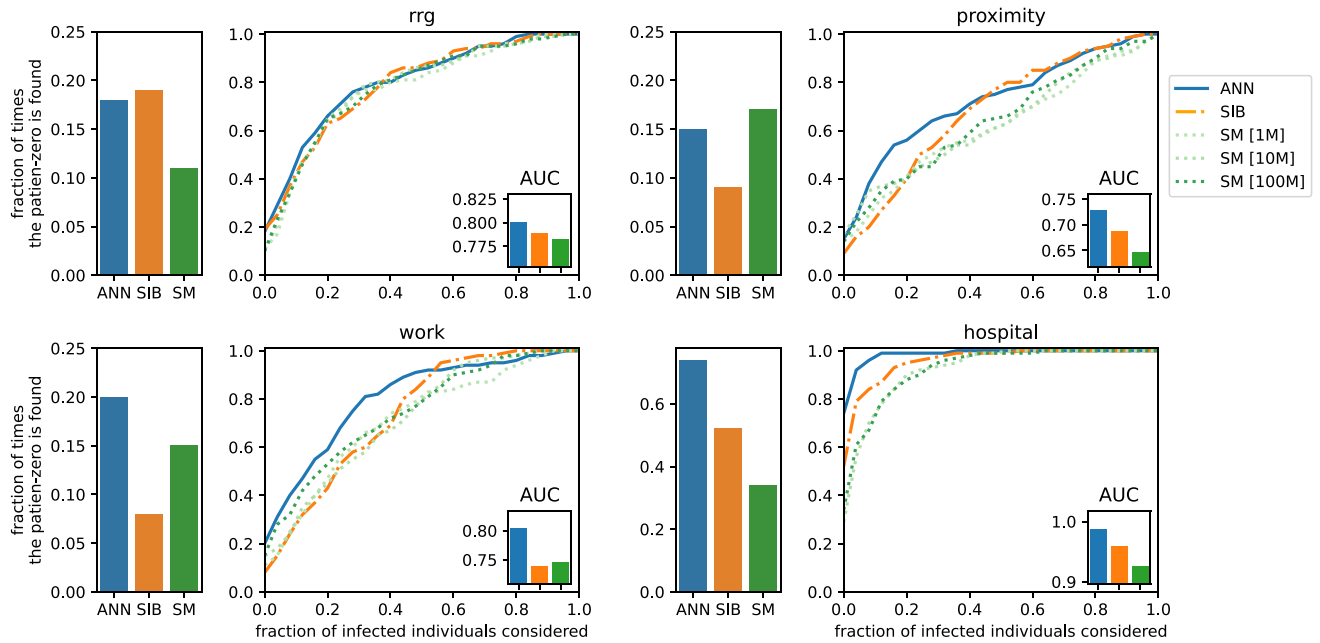 rrg
proximity
fraction of times
the patien-zero is found
0.25
0.20
0.15
0.10
0.05
0.00
ANN SIB SM
1.0
0.8
0.6
0.4
0.2
0.0
0.0 0.2 0.4 0.6 0.8 1.0
AUC
0.825
0.800
0.775
0.25
0.20
0.15
0.10
0.05
0.00
ANN SIB SM
1.0
0.8
0.6
0.4
0.2
0.0
0.0 0.2 0.4 0.6 0.8 1.0
AUC
0.75
0.70
0.65
ANN
SIB
SM [1M]
SM [10M]
SM [100M]
work
hospital
fraction of times
the patien-zero is found
0.25
0.20
0.15
0.10
0.05
0.00
ANN SIB SM
1.0
0.8
0.6
0.4
0.2
0.0
0.0 0.2 0.4 0.6 0.8 1.0
fraction of infected individuals considered
AUC
0.80
0.75
0.6
0.4
0.2
0.0
ANN SIB SM
1.0
0.8
0.6
0.4
0.2
0.0
0.0 0.2 0.4 0.6 0.8 1.0
fraction of infected individuals considered
AUC
1.0
0.9